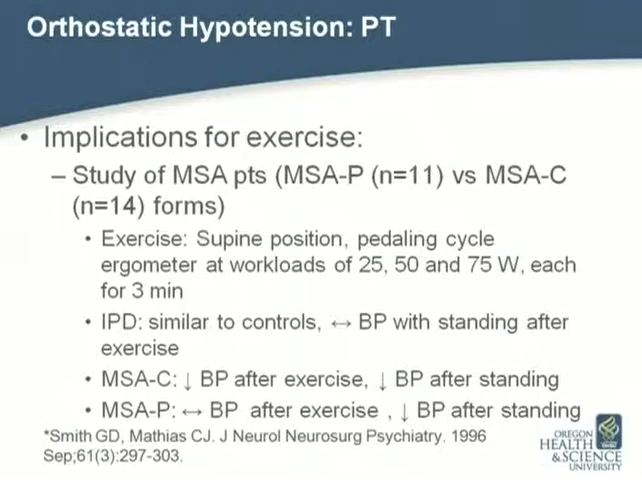 Orthostatic Hypotension: PT
• Implications for exercise:
– Study of MSA pts (MSA-P (n=11) vs MSA-C
(n=14) forms)
• Exercise: Supine position, pedaling cycle
ergometer at workloads of 25, 50 and 75 W, each
for 3 min
• IPD: similar to controls, ↔ BP with standing after
exercise
• MSA-C: ↓ BP after exercise, ↓ BP after standing
• MSA-P: ↔ BP after exercise , ↓ BP after standing
*Smith GD, Mathias CJ. J Neurol Neurosurg Psychiatry. 1996
Sep;61(3):297-303.
OREGON
HEALTH
& SCIENCE
UNIVERSITY